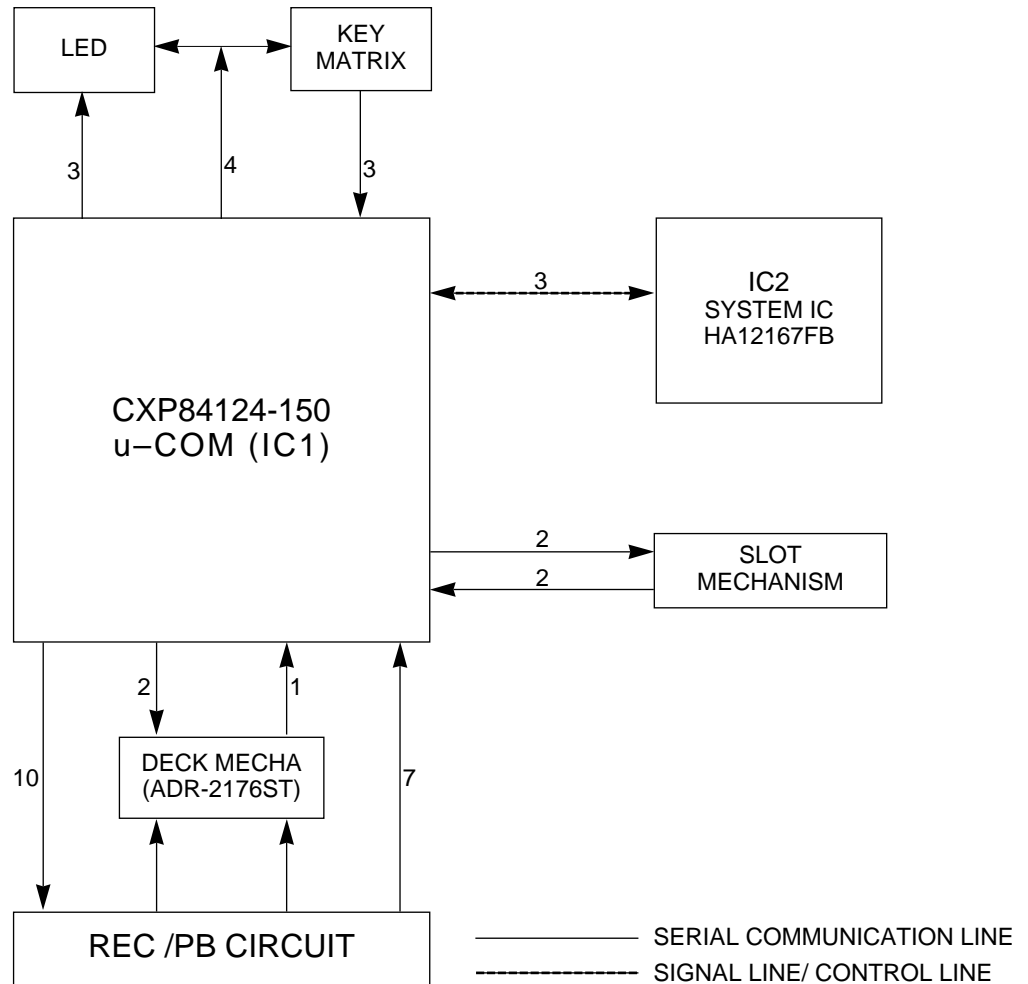 LED
KEY
MATRIX
3
4
3
3
IC2
SYSTEM IC
HA12167FB
CXP84124-150
u–COM (IC1)
2
SLOT
MECHANISM
2
2
1
DECK MECHA
(ADR-2176ST)
10
7
REC /PB CIRCUIT
SERIAL COMMUNICATION LINE
SIGNAL LINE/ CONTROL LINE